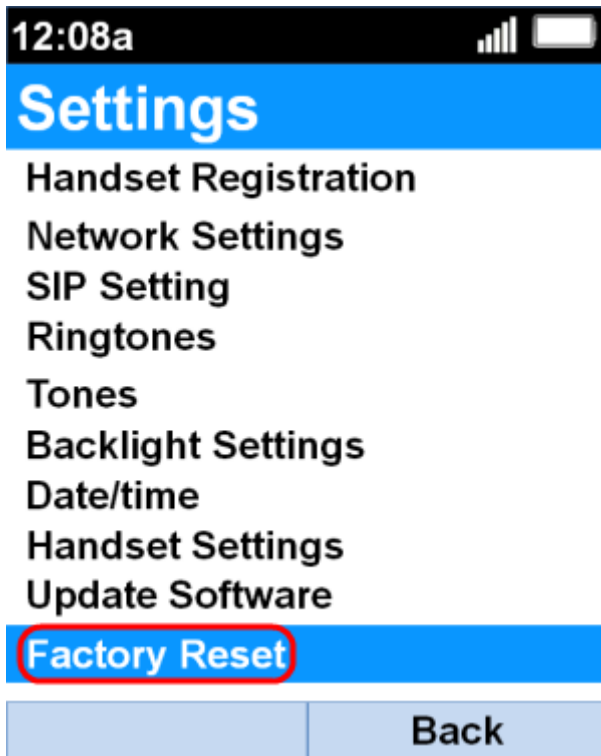 12:08a
Settings
Handset Registration
Network Settings
SIP Setting
Ringtones
Tones
Backlight Settings
Date/time
Handset Settings
Update Software
Factory Reset
Back